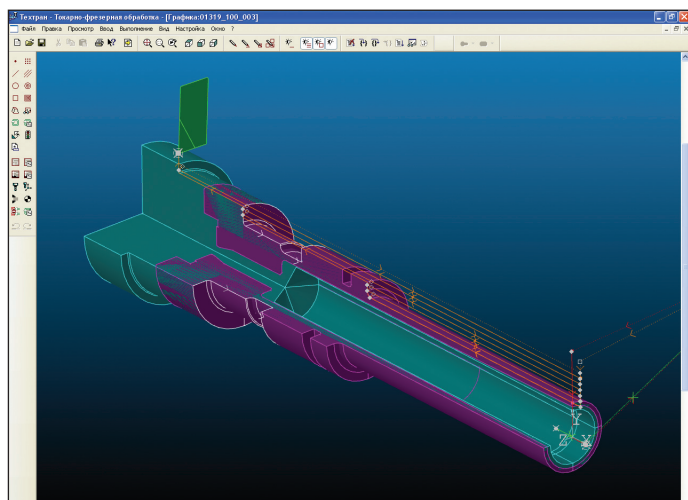 Техтран - Токарно-фрезерная обработка - [Графика:01319_100_003]
Файл Правка Просмотр Ввод Выполнение Вид Настройка Окно ?
Y
Z X